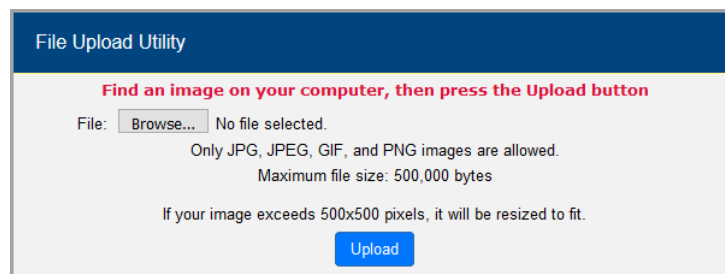 File Upload Utility
Find an image on your computer, then press the Upload button
File: Browse... No file selected.
Only JPG, JPEG, GIF, and PNG images are allowed.
Maximum file size: 500,000 bytes
If your image exceeds 500x500 pixels, it will be resized to fit.
Upload